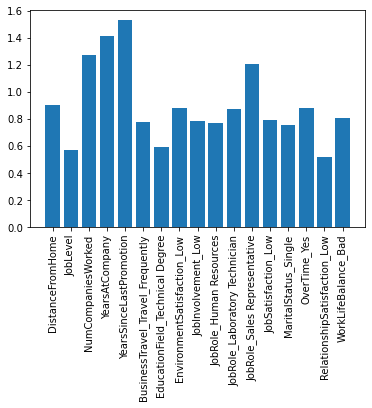 1.6
1.4
1.2
1.0
0.8
0.6
0.4
0.2
0.0
DistanceFromHome
JobLevel
NumCompaniesWorked
YearsAtCompany
YearsSinceLastPromotion
BusinessTravel_Travel_Frequently
EducationField_Technical Degree
EnvironmentSatisfaction_Low
JobInvolvement_Low
JobRole_Human Resources
JobRole_Laboratory Technician
JobRole_Sales Representative
JobSatisfaction_Low
MaritalStatus_Single
OverTime_Yes
RelationshipSatisfaction_Low
WorkLifeBalance_Bad